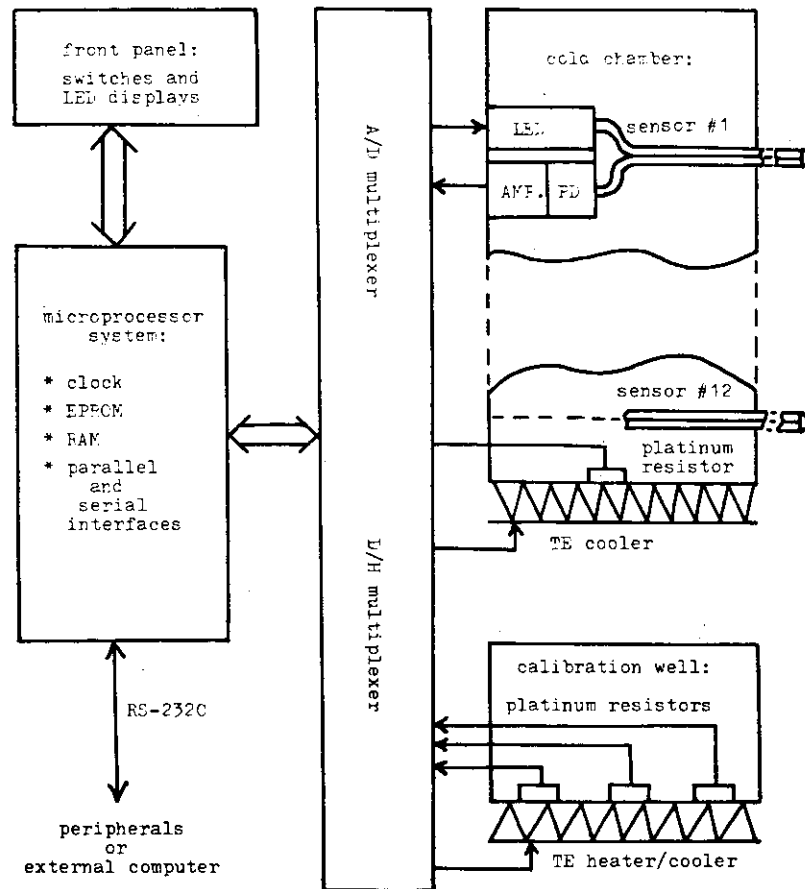 front panel:
switches and
LED displays
microprocessor
system:
* clock
* EPROM
* RAM
* parallel
and
serial
interfaces
RS-232C
peripherals
or
external computer
A/D multiplexer
D/H multiplexer
cold chamber:
LED
sensor #1
AMP. PD
sensor #12
platinum
resistor
TE cooler
calibration well:
platinum resistors
TE heater/cooler